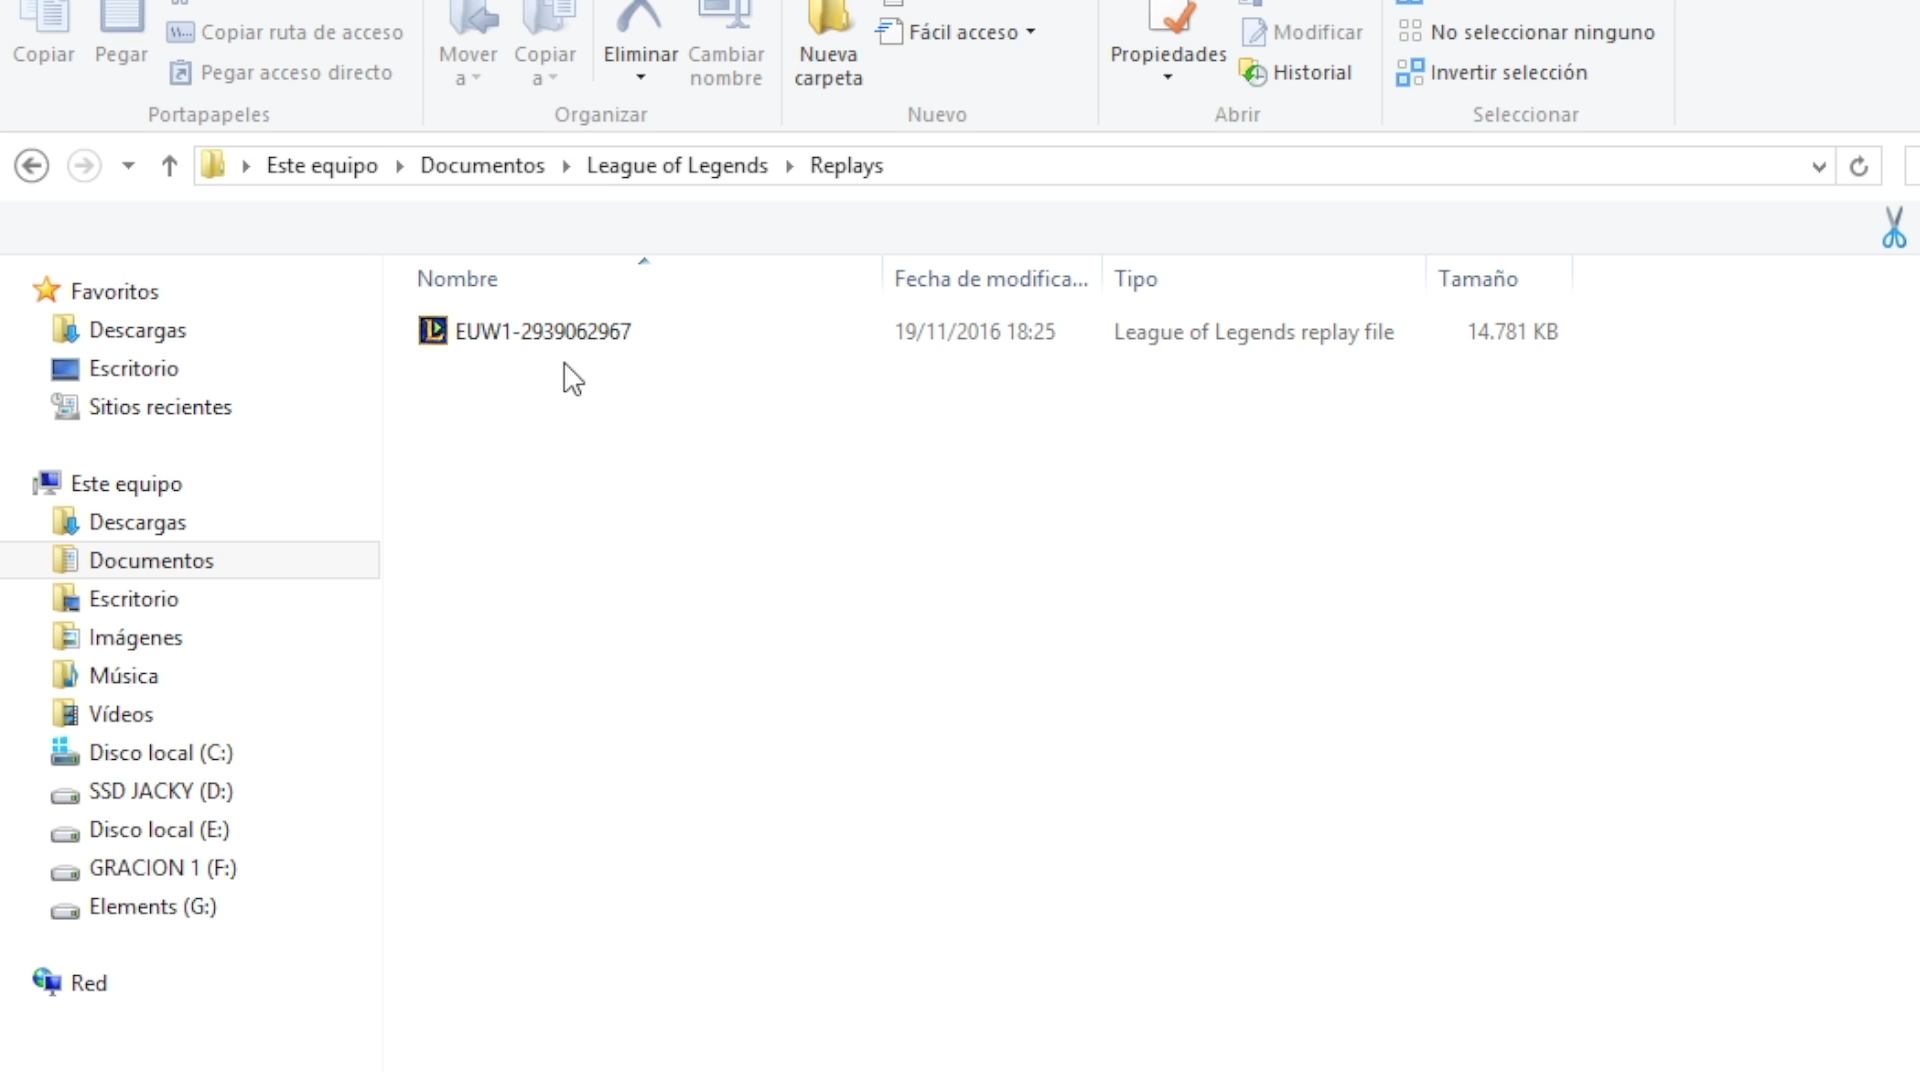 Copiar
Pegar
Copiar ruta de acceso
Pegar acceso directo
Portapapeles
Mover a
Copiar a
Eliminar
Cambiar nombre
Organizar
Nueva carpeta
Fácil acceso
Nuevo
Propiedades
Modificar
Historial
Abrir
No seleccionar ninguno
Invertir selección
Seleccionar
Este equipo Documentos League of Legends Replays
Nombre Fecha de modifica... Tipo Tamaño
EUW1-2939062967 19/11/2016 18:25 League of Legends replay file 14.781 KB
Favoritos
Descargas
Escritorio
Sitios recientes
Este equipo
Descargas
Documentos
Escritorio
Imágenes
Música
Vídeos
Disco local (C:)
SSD JACKY (D:)
Disco local (E:)
GRACION 1 (F:)
Elements (G:)
Red